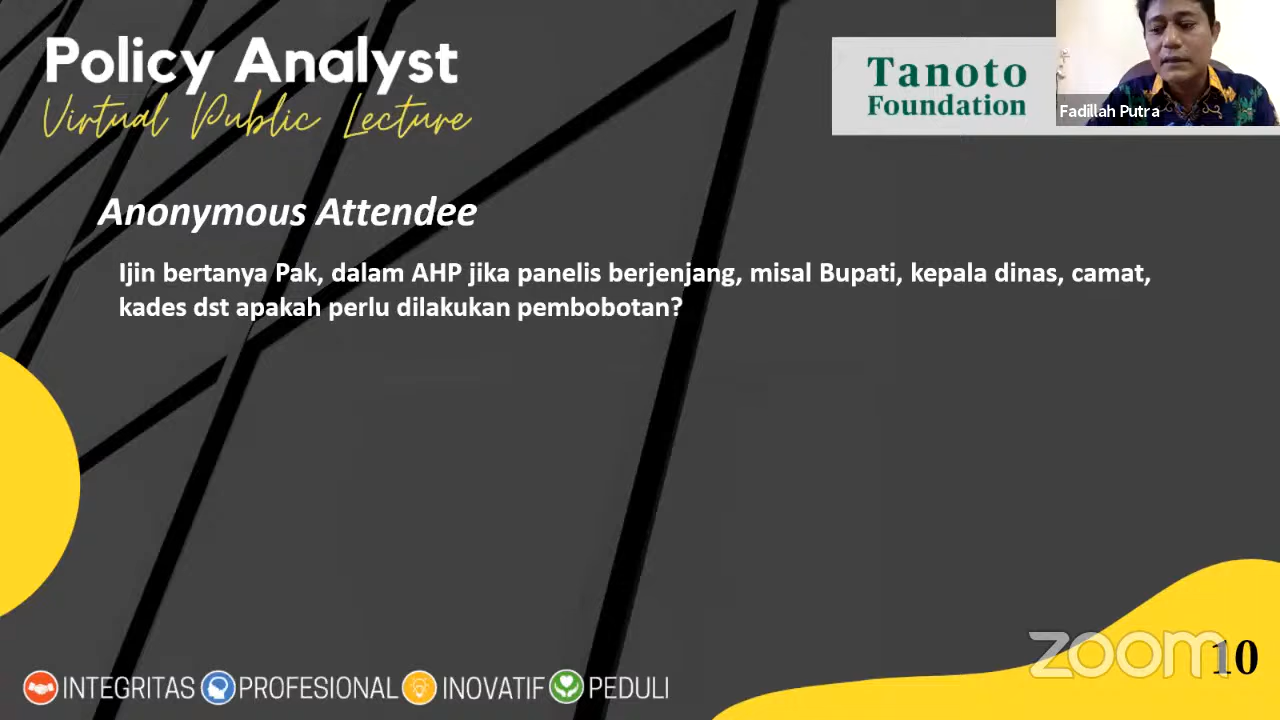 Policy Analyst
Virtual Public Lecture
Tanoto
Foundation
Fadillah Putra
Anonymous Attendee
Ijin bertanya Pak, dalam AHP jika panelis berjenjang, misal Bupati, kepala dinas, camat,
kades dst apakah perlu dilakukan pembobotan?
zoom
10
INTEGRITAS PROFESIONAL INOVATIF PEDULI